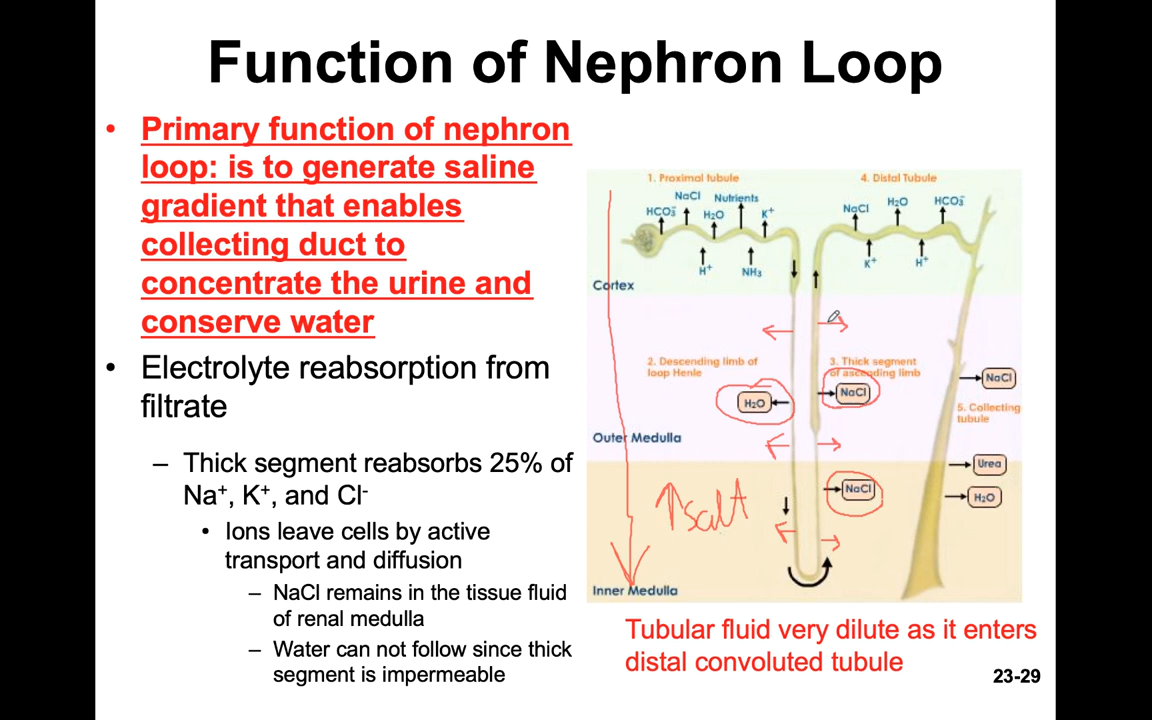 Function of Nephron Loop
• Primary function of nephron
loop: is to generate saline
gradient that enables
collecting duct to
concentrate the urine and
conserve water
• Electrolyte reabsorption from
filtrate
– Thick segment reabsorbs 25% of
Na⁺, K⁺, and Cl⁻
• Ions leave cells by active
transport and diffusion
– NaCl remains in the tissue fluid
of renal medulla
– Water can not follow since thick
segment is impermeable
1. Proximal tubule
4. Distal Tubule
HCO₃⁻
NaCl
H₂O
Nutrients
K⁺
NaCl
H₂O
HCO₃⁻
H⁺
NH₃
K⁺
H⁺
Cortex
2. Descending limb of
loop Henle
3. Thick segment
of ascending limb
H₂O
NaCl
NaCl
5. Collecting
tubule
Outer Medulla
Urea
NaCl
H₂O
↑salt
Inner Medulla
Tubular fluid very dilute as it enters
distal convoluted tubule
23-29